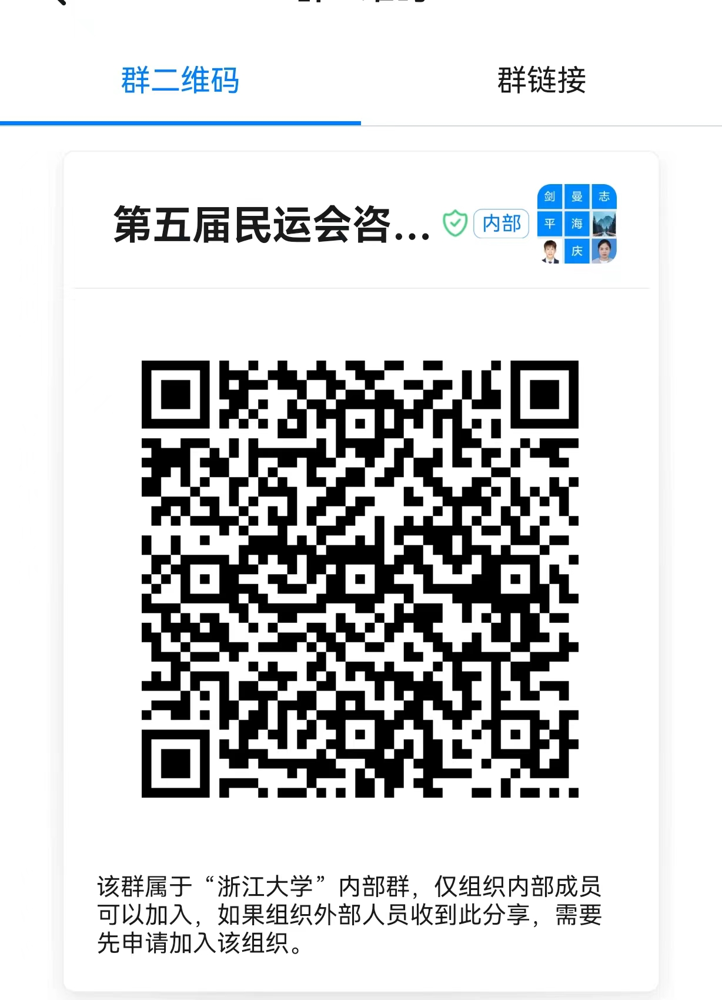 群二维码
群链接
第五届民运会咨...
内部
剑 曼 志
平 海
庆
该群属于“浙江大学”内部群，仅组织内部成员
可以加入，如果组织外部人员收到此分享，需要
先申请加入该组织。